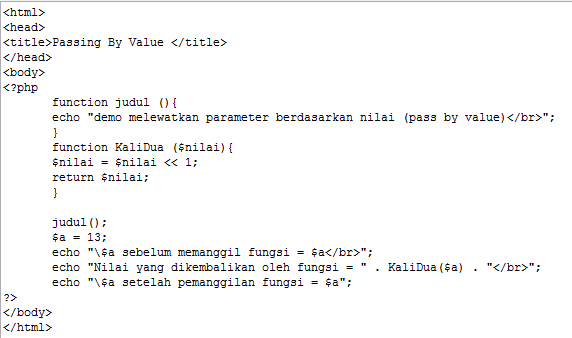 <html>
<head>
<title>Passing By Value </title>
</head>
<body>
<?php
function judul (){
echo "demo melewatkan parameter berdasarkan nilai (pass by value)</br>";
}
function KaliDua ($nilai){
$nilai = $nilai << 1;
return $nilai;
}
judul();
$a = 13;
echo "\$a sebelum memanggil fungsi = $a</br>";
echo "Nilai yang dikembalikan oleh fungsi = " . KaliDua($a) . "</br>";
echo "\$a setelah pemanggilan fungsi = $a";
?>
</body>
</html>